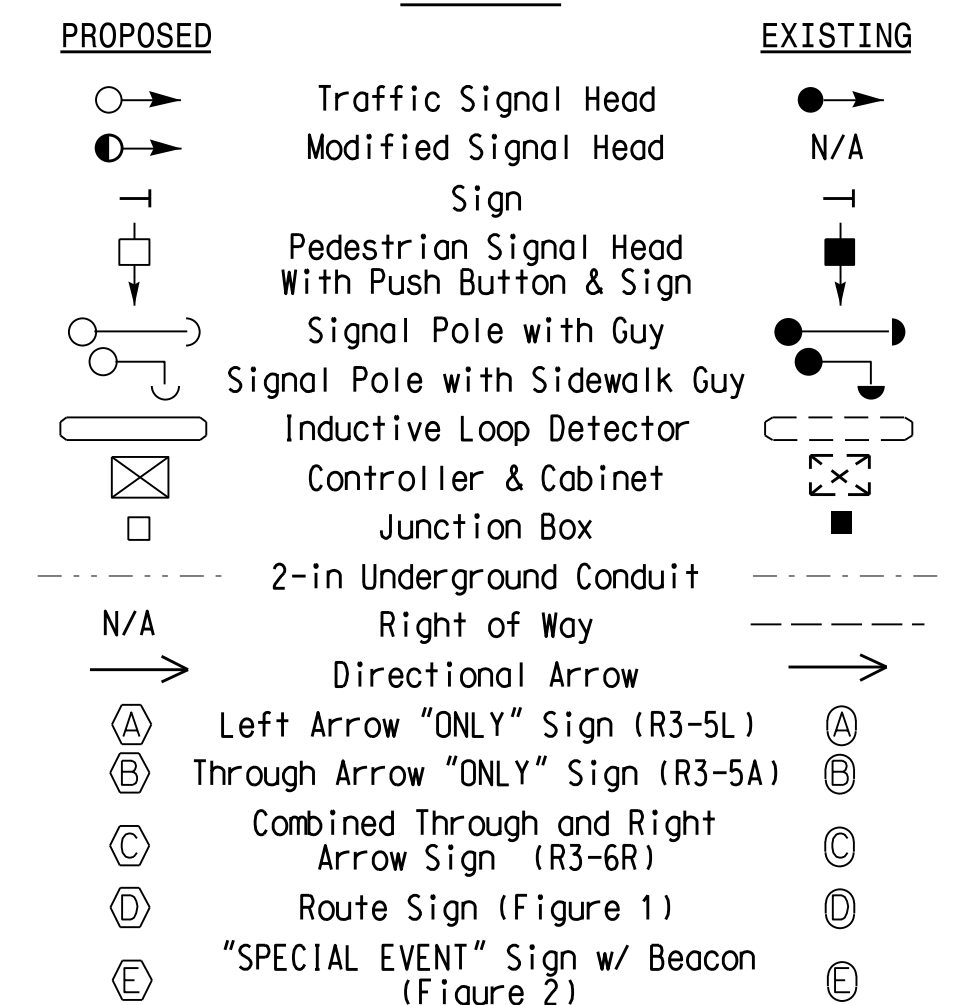 PROPOSED EXISTING
Traffic Signal Head
Modified Signal Head N/A
Sign
Pedestrian Signal Head
With Push Button & Sign
Signal Pole with Guy
Signal Pole with Sidewalk Guy
Inductive Loop Detector
Controller & Cabinet
Junction Box
2-in Underground Conduit
N/A Right of Way
Directional Arrow
A Left Arrow "ONLY" Sign (R3-5L) A
B Through Arrow "ONLY" Sign (R3-5A) B
Combined Through and Right
C Arrow Sign (R3-6R) C
D Route Sign (Figure 1) D
"SPECIAL EVENT" Sign w/ Beacon
E (Figure 2) E